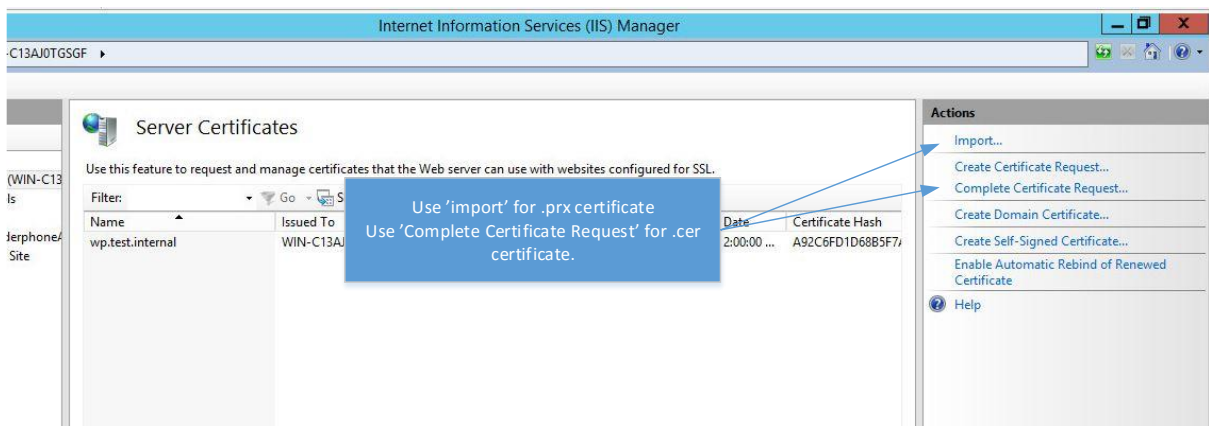 Internet Information Services (IIS) Manager
-C13AJ0TGSGF
Server Certificates
Use this feature to request and manage certificates that the Web server can use with websites configured for SSL.
(WIN-C13
ls
derphoneA
Site
Filter:
Go
S
Name
Issued To
Date
Certificate Hash
wp.test.internal
WIN-C13AJ
2:00:00 ...
A92C6FD1D68B5F7
Use 'import' for .prx certificate
Use 'Complete Certificate Request' for .cer
certificate.
Actions
Import...
Create Certificate Request...
Complete Certificate Request...
Create Domain Certificate...
Create Self-Signed Certificate...
Enable Automatic Rebind of Renewed
Certificate
Help